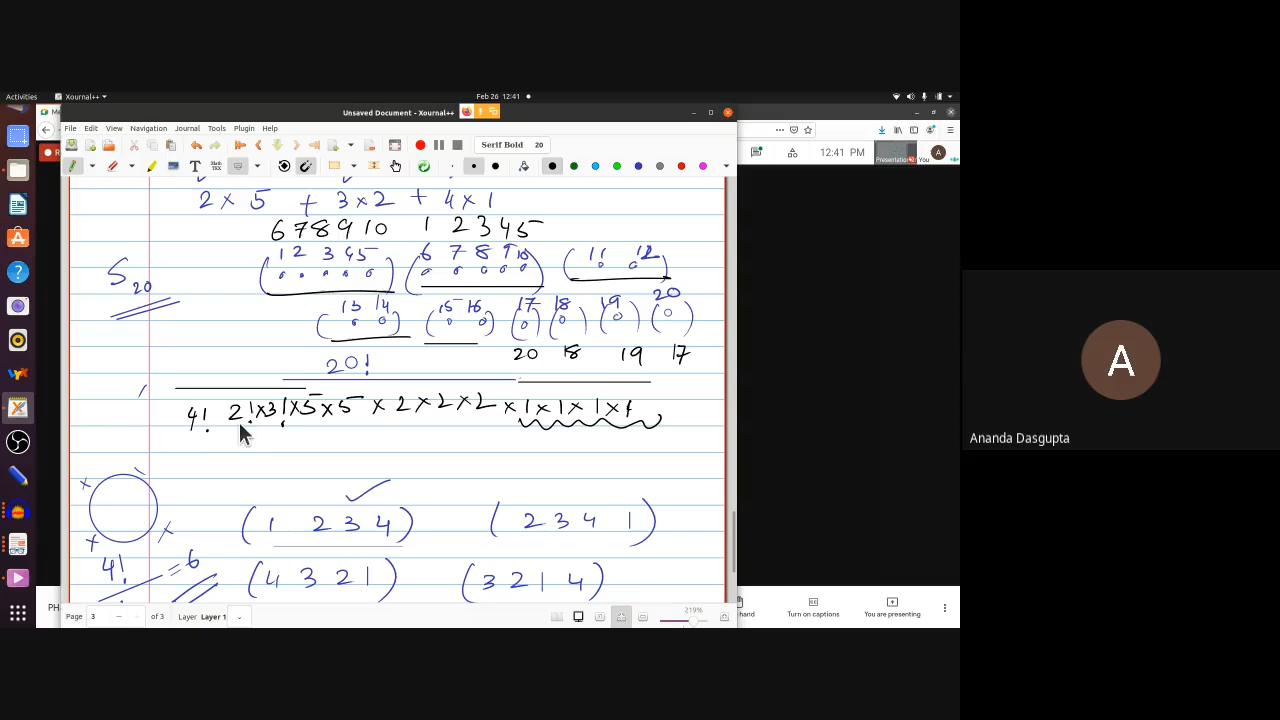 Activities Xournal++ Feb 26 12:41
Unsaved Document - Xournal++
File Edit View Navigation Journal Tools Plugin Help
Serif Bold 20
12:41 PM
Presentation You
2 × 5 + 3 × 2 + 4 × 1
6 7 8 9 10 1 2 3 4 5
1 2 3 4 5 6 7 8 9 10 11 12
S20
13 14 15 16 17 18 19 20
20 18 19 17
20!
4! 2! × 3! × 5 × 5 × 2 × 2 × 2 × 1 × 1 × 1 × 1
(1 2 3 4) (2 3 4 1)
4! = 6
(4 3 2 1) (3 2 1 4)
Page 3 of 3 Layer Layer 1 219%
PH
hand Turn on captions You are presenting
A
Ananda Dasgupta